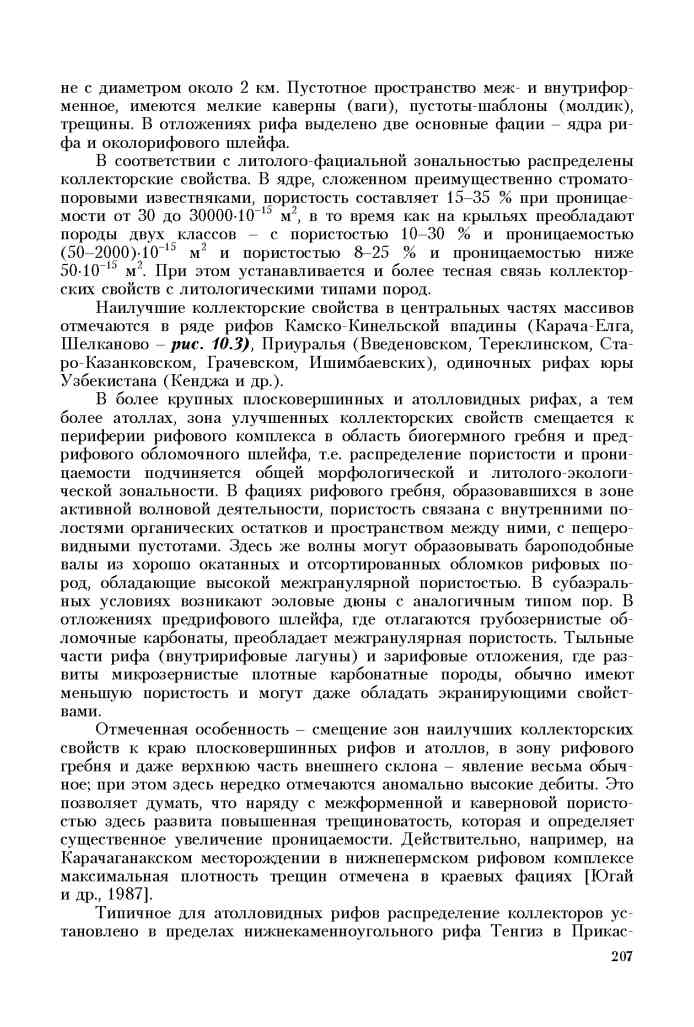 не с диаметром около 2 км. Пустотное пространство меж- и внутрифор-
менное, имеются мелкие каверны (ваги), пустоты-шаблоны (молдик),
трещины. В отложениях рифа выделено две основные фации – ядра ри-
фа и околорифового шлейфа.
В соответствии с литолого-фациальной зональностью распределены
коллекторские свойства. В ядре, сложенном преимущественно стромато-
поровыми известняками, пористость составляет 15–35 % при проницае-
мости от 30 до 30000·10⁻¹⁵ м², в то время как на крыльях преобладают
породы двух классов – с пористостью 10–30 % и проницаемостью
(50–2000)·10⁻¹⁵ м² и пористостью 8–25 % и проницаемостью ниже
50·10⁻¹⁵ м². При этом устанавливается и более тесная связь коллектор-
ских свойств с литологическими типами пород.
Наилучшие коллекторские свойства в центральных частях массивов
отмечаются в ряде рифов Камско-Кинельской впадины (Карача-Елга,
Шелканово – рис. 10.3), Приуралья (Введеновском, Тереклинском, Ста-
ро-Казанковском, Грачевском, Ишимбаевских), одиночных рифах юры
Узбекистана (Кенджа и др.).
В более крупных плосковершинных и атолловидных рифах, а тем
более атоллах, зона улучшенных коллекторских свойств смещается к
периферии рифового комплекса в область биогермного гребня и пред-
рифового обломочного шлейфа, т.е. распределение пористости и прони-
цаемости подчиняется общей морфологической и литолого-экологи-
ческой зональности. В фациях рифового гребня, образовавшихся в зоне
активной волновой деятельности, пористость связана с внутренними по-
лостями органических остатков и пространством между ними, с пещеро-
видными пустотами. Здесь же волны могут образовывать бароподобные
валы из хорошо окатанных и отсортированных обломков рифовых по-
род, обладающие высокой межгранулярной пористостью. В субаэраль-
ных условиях возникают эоловые дюны с аналогичным типом пор. В
отложениях предрифового шлейфа, где отлагаются грубозернистые об-
ломочные карбонаты, преобладает межгранулярная пористость. Тыльные
части рифа (внутририфовые лагуны) и зарифовые отложения, где раз-
виты микрозернистые плотные карбонатные породы, обычно имеют
меньшую пористость и могут даже обладать экранирующими свойст-
вами.
Отмеченная особенность – смещение зон наилучших коллекторских
свойств к краю плосковершинных рифов и атоллов, в зону рифового
гребня и даже верхнюю часть внешнего склона – явление весьма обыч-
ное; при этом здесь нередко отмечаются аномально высокие дебиты. Это
позволяет думать, что наряду с межформенной и каверновой пористо-
стью здесь развита повышенная трещиноватость, которая и определяет
существенное увеличение проницаемости. Действительно, например, на
Карачаганакском месторождении в нижнепермском рифовом комплексе
максимальная плотность трещин отмечена в краевых фациях [Югай
и др., 1987].
Типичное для атолловидных рифов распределение коллекторов ус-
тановлено в пределах нижнекаменноугольного рифа Тенгиз в Прикас-
207